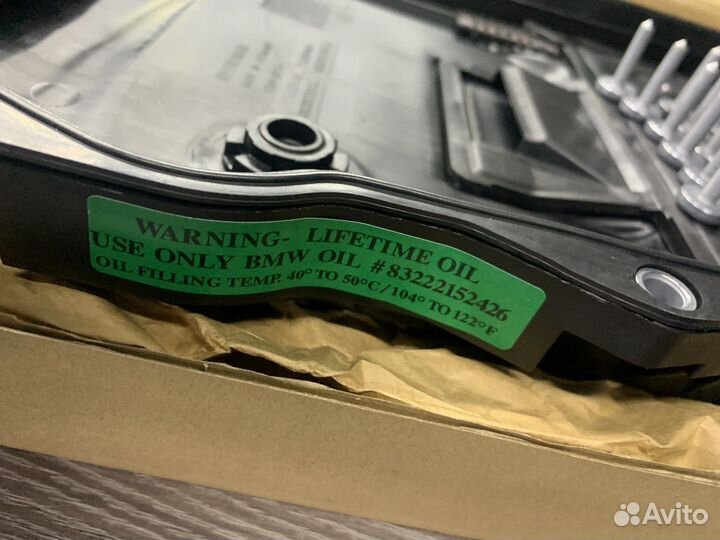 WARNING- LIFETIME OIL
USE ONLY BMW OIL #83222152426
OIL FILLING TEMP. 40° TO 50°C/104° TO 122°F
Avito